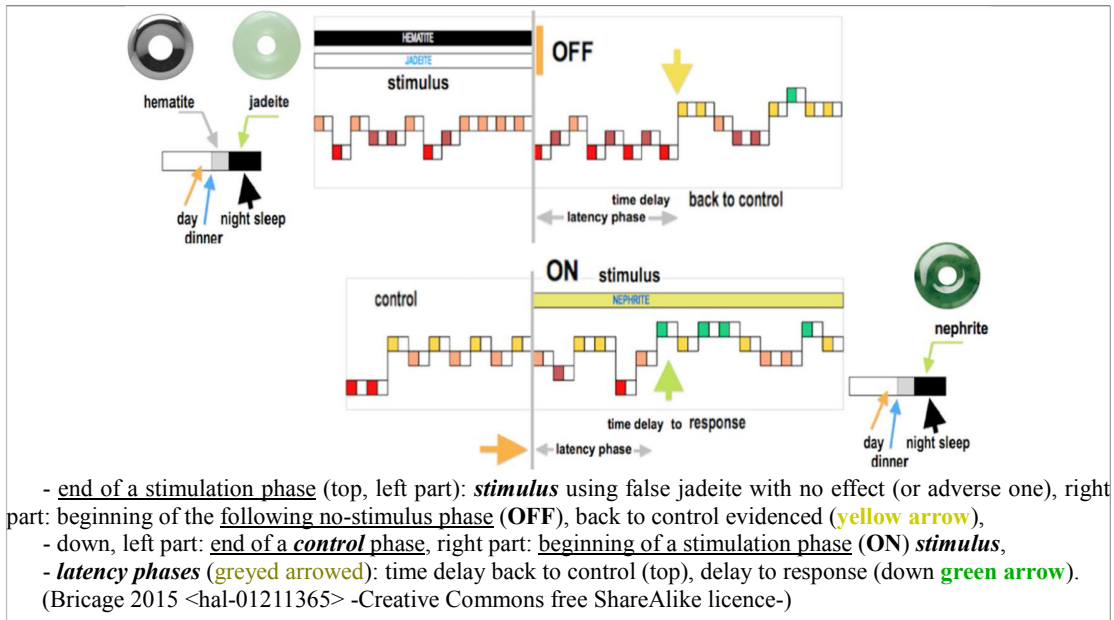 HEMATITE
JADEITE
stimulus
OFF
hematite
jadeite
day
night sleep
dinner
time delay
back to control
latency phase
ON
stimulus
control
NEPHRITE
nephrite
time delay to response
latency phase
day
night sleep
dinner
- end of a stimulation phase (top, left part): stimulus using false jadeite with no effect (or adverse one), right
part: beginning of the following no-stimulus phase (OFF), back to control evidenced (yellow arrow),
- down, left part: end of a control phase, right part: beginning of a stimulation phase (ON) stimulus,
- latency phases (greyed arrowed): time delay back to control (top), delay to response (down green arrow).
(Bricage 2015 <hal-01211365> -Creative Commons free ShareAlike licence-)